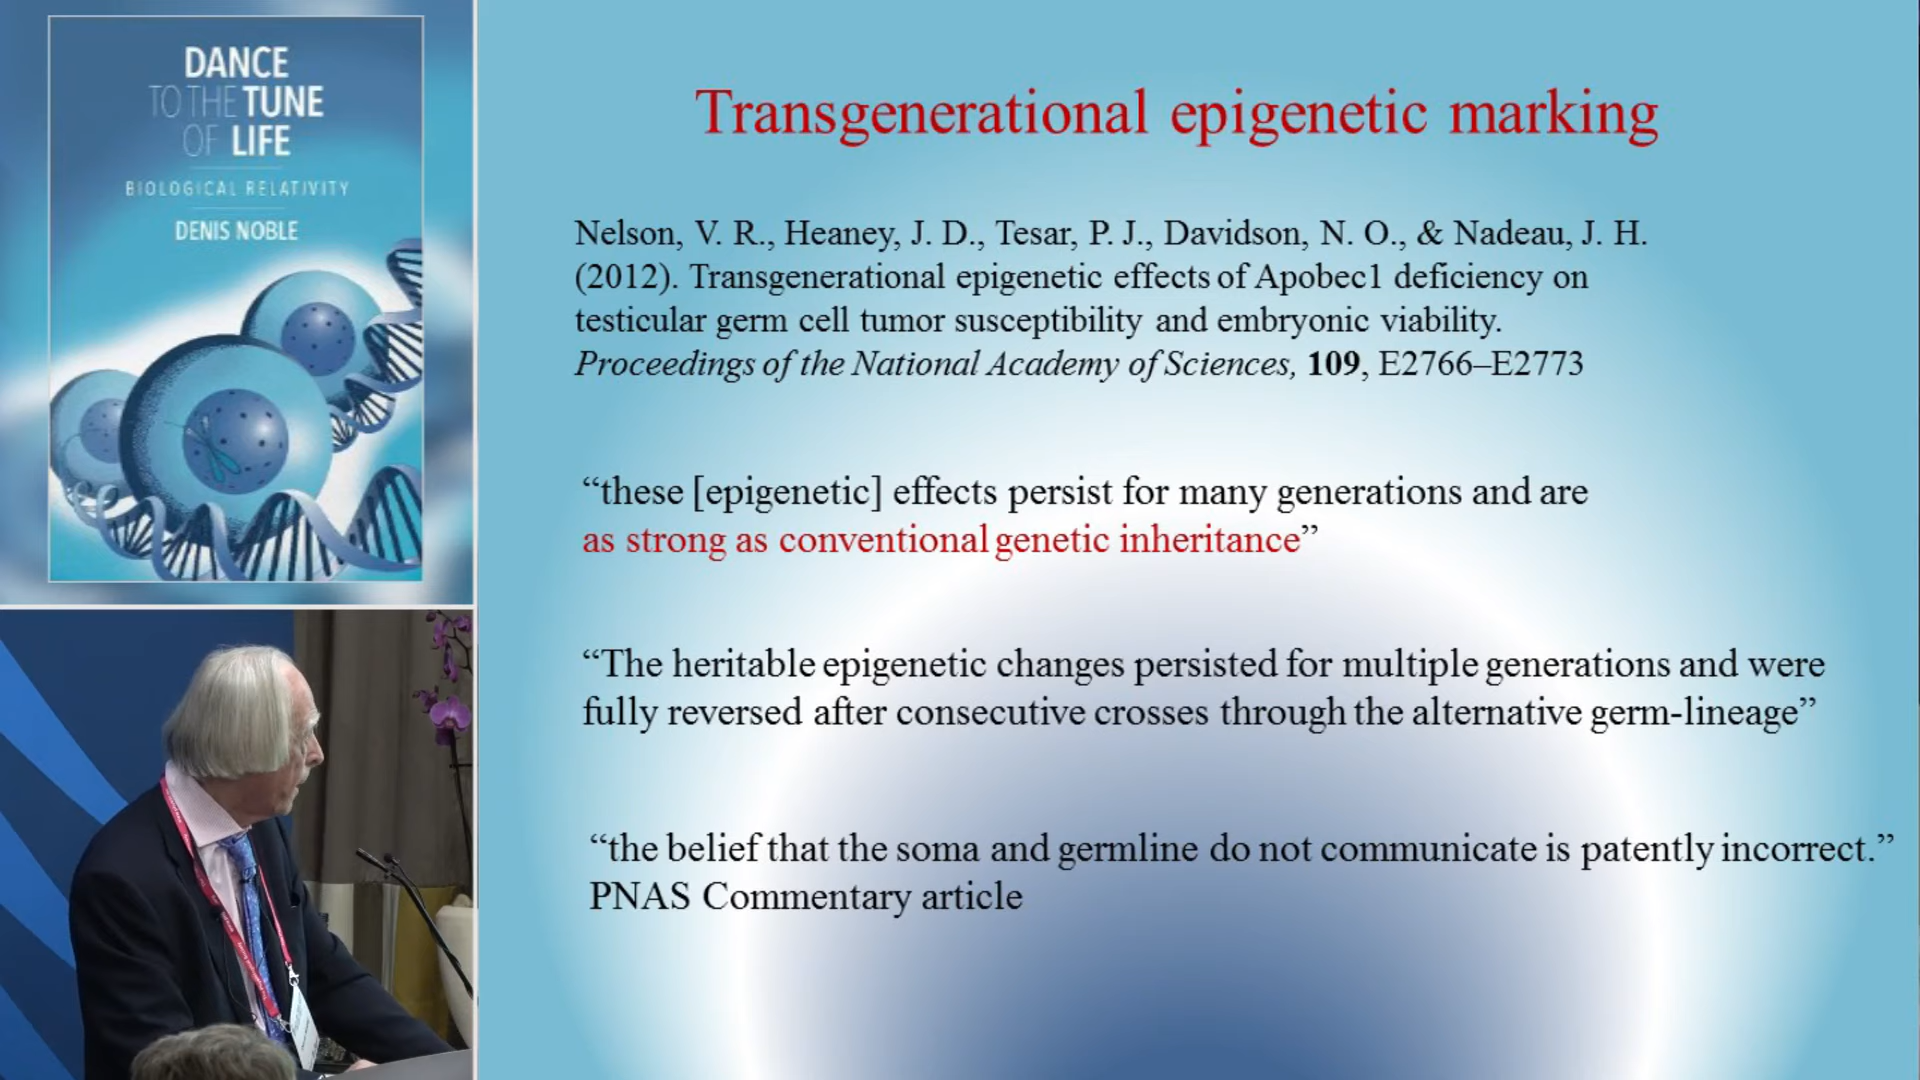 DANCE
TO THE TUNE
OF LIFE
BIOLOGICAL RELATIVITY
DENIS NOBLE
Transgenerational epigenetic marking
Nelson, V. R., Heaney, J. D., Tesar, P. J., Davidson, N. O., & Nadeau, J. H.
(2012). Transgenerational epigenetic effects of Apobec1 deficiency on
testicular germ cell tumor susceptibility and embryonic viability.
Proceedings of the National Academy of Sciences, 109, E2766–E2773
“these [epigenetic] effects persist for many generations and are
as strong as conventional genetic inheritance”
“The heritable epigenetic changes persisted for multiple generations and were
fully reversed after consecutive crosses through the alternative germ-lineage”
“the belief that the soma and germline do not communicate is patently incorrect.”
PNAS Commentary article